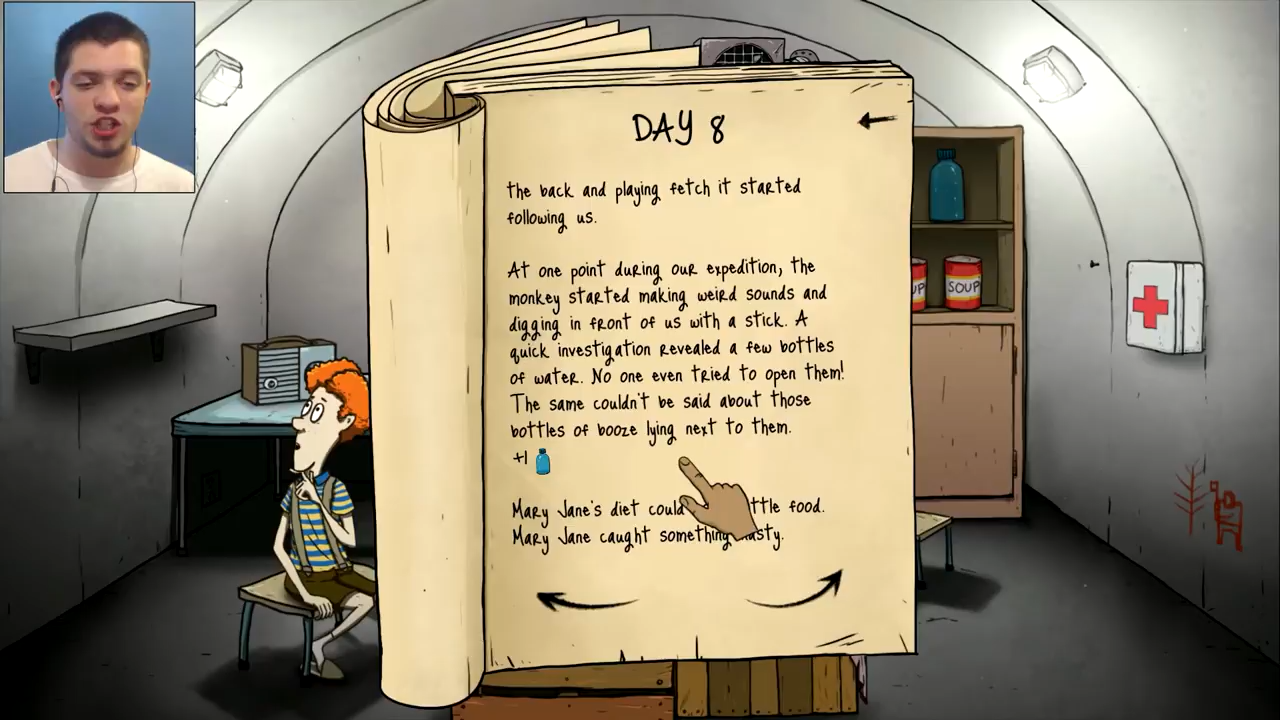 DAY 8
the back and playing fetch it started
following us.
At one point during our expedition, the
monkey started making weird sounds and
digging in front of us with a stick. A
quick investigation revealed a few bottles
of water. No one even tried to open them!
The same couldn't be said about those
bottles of booze lying next to them.
+1
Mary Jane's diet could ttle food.
Mary Jane caught something
UP
SOUP